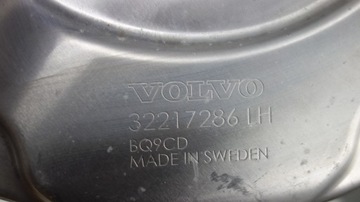 VOLVO
32217286 LH
BQ9CD
MADE IN SWEDEN